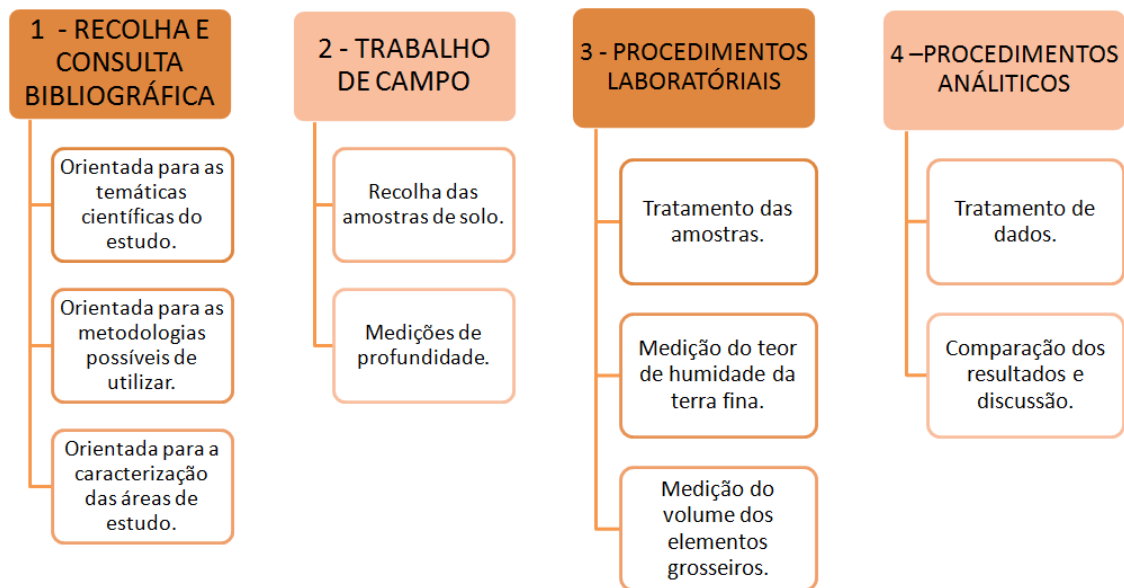 1 - RECOLHA E
CONSULTA
BIBLIOGRÁFICA
Orientada para as
temáticas
científicas do
estudo.
Orientada para as
metodologias
possíveis de
utilizar.
Orientada para a
caracterização
das áreas de
estudo.
2 - TRABALHO
DE CAMPO
Recolha das
amostras de solo.
Medições de
profundidade.
3 - PROCEDIMENTOS
LABORATÓRIAIS
Tratamento das
amostras.
Medição do teor
de humidade da
terra fina.
Medição do
volume dos
elementos
grosseiros.
4 –PROCEDIMENTOS
ANÁLITICOS
Tratamento de
dados.
Comparação dos
resultados e
discussão.